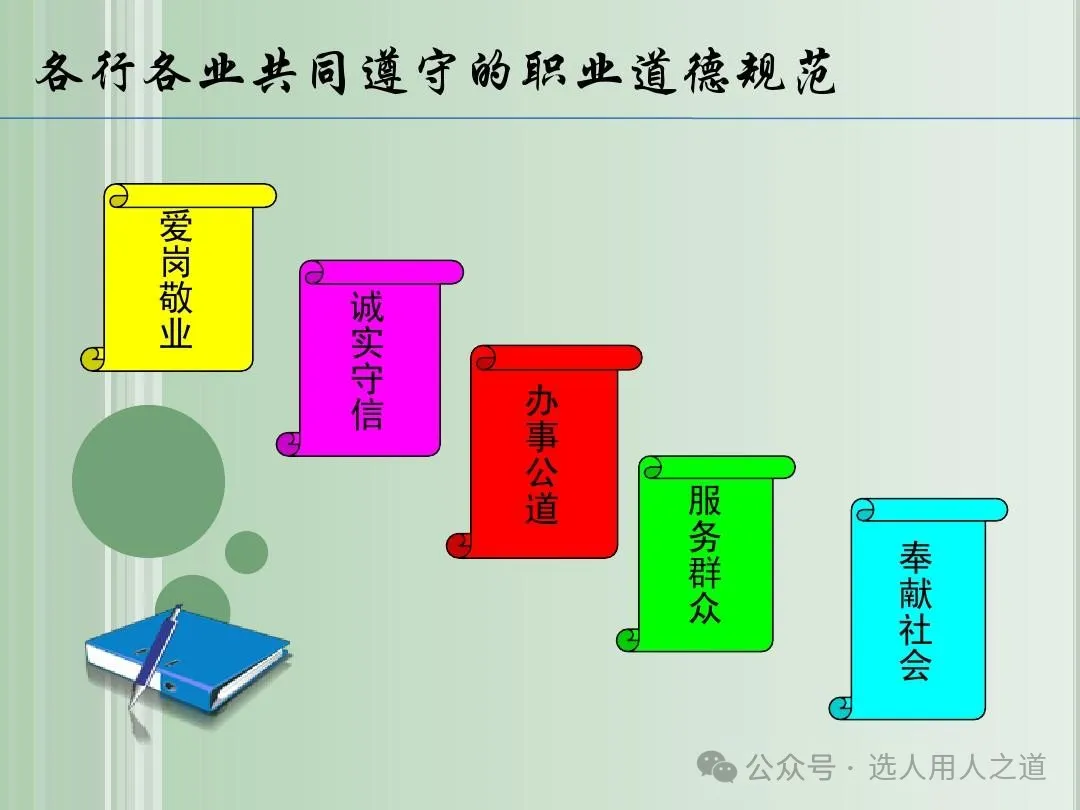 各行各业共同遵守的职业道德规范
爱岗敬业
诚实守信
办事公道
服务群众
奉献社会
公众号·选人用人之道